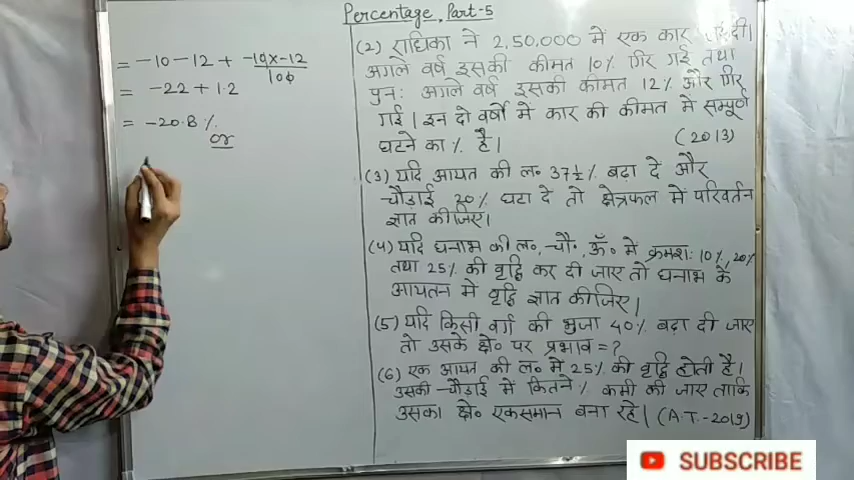 Percentage, Part-5
= -10 - 12 + -10x-12/100
= -22 + 1.2
= -20.8 %
or
(2) राधिका ने 2,50,000 में एक कार दी।
अगले वर्ष इसकी कीमत 10% गिर गई तथा
पुनः अगले वर्ष इसकी कीमत 12% और गिर
गई। इन दो वर्षो में कार की कीमत में सम्पूर्ण
घटने का % है।
(2013)
(3) यदि आयत की ल० 37½% बढ़ा दे और
चौड़ाई 20% घटा दे तो क्षेत्रफल में परिवर्तन
ज्ञात कीजिए।
(4) यदि घनाभ की ल०, चौ०, ऊँ० मे क्रमशः 10%, 20%
तथा 25% की वृद्धि कर दी जाए तो घनाभ के
आयतन मे वृद्धि ज्ञात कीजिए।
(5) यदि किसी वर्ग की भुजा 40% बढ़ा दी जाए
तो उसके क्षे० पर प्रभाव = ?
(6) एक आयत की ल० में 25% की वृद्धि होती है।
उसकी चौड़ाई में कितने % कमी की जाए ताकि
उसका क्षे० एकसमान बना रहे। (A.T.-2019)
SUBSCRIBE